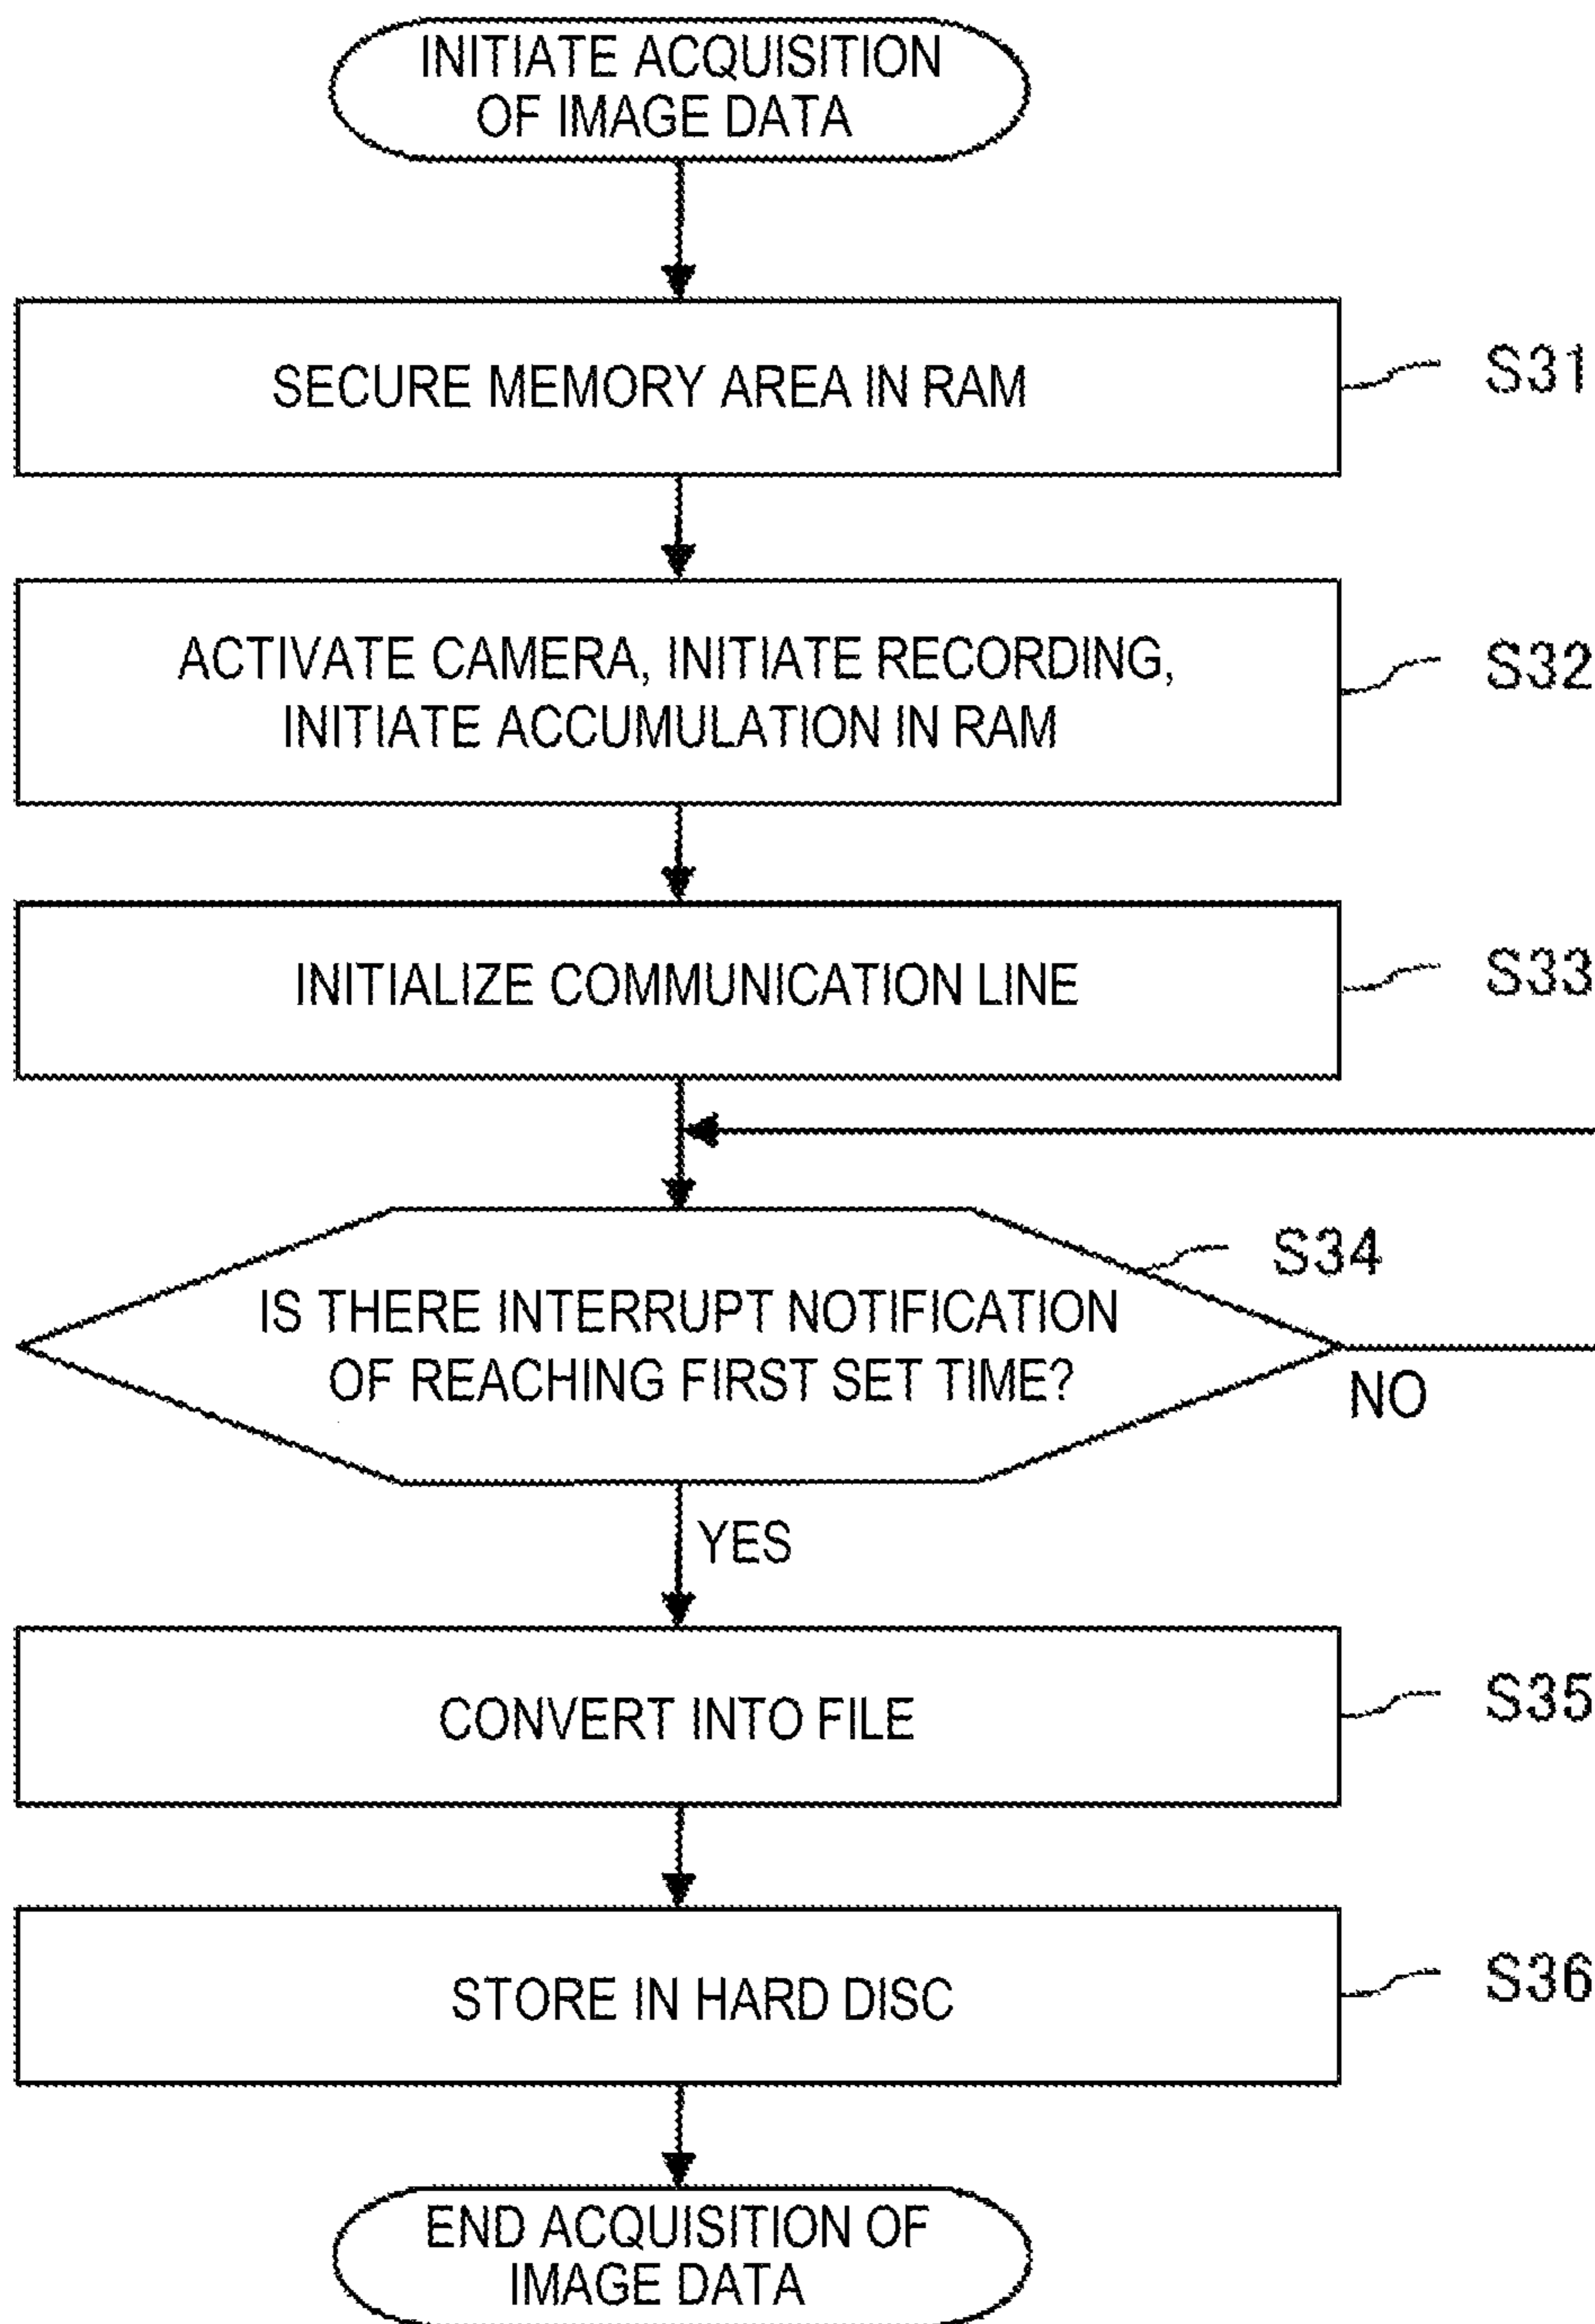 INITIATE ACQUISITION
OF IMAGE DATA
SECURE MEMORY AREA IN RAM
S31
ACTIVATE CAMERA, INITIATE RECORDING,
INITIATE ACCUMULATION IN RAM
S32
INITIALIZE COMMUNICATION LINE
S33
S34
IS THERE INTERRUPT NOTIFICATION
OF REACHING FIRST SET TIME?
NO
YES
CONVERT INTO FILE
S35
STORE IN HARD DISC
S36
END ACQUISITION OF
IMAGE DATA